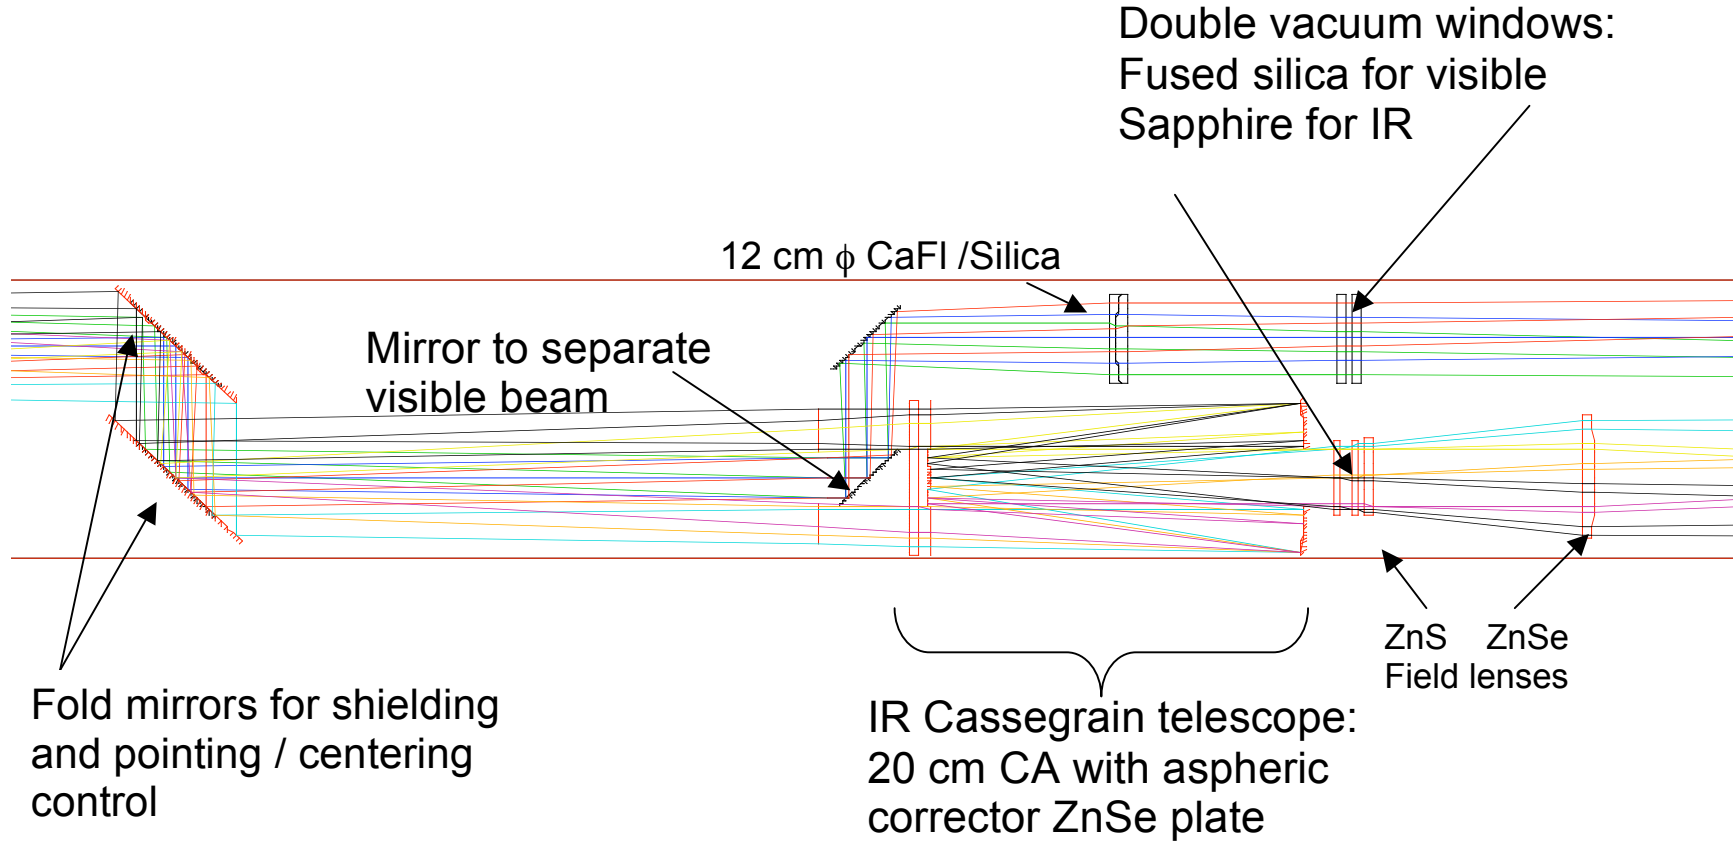 Double vacuum windows:
Fused silica for visible
Sapphire for IR
12 cm ϕ CaFl /Silica
Mirror to separate
visible beam
ZnS ZnSe
Field lenses
Fold mirrors for shielding
and pointing / centering
control
IR Cassegrain telescope:
20 cm CA with aspheric
corrector ZnSe plate